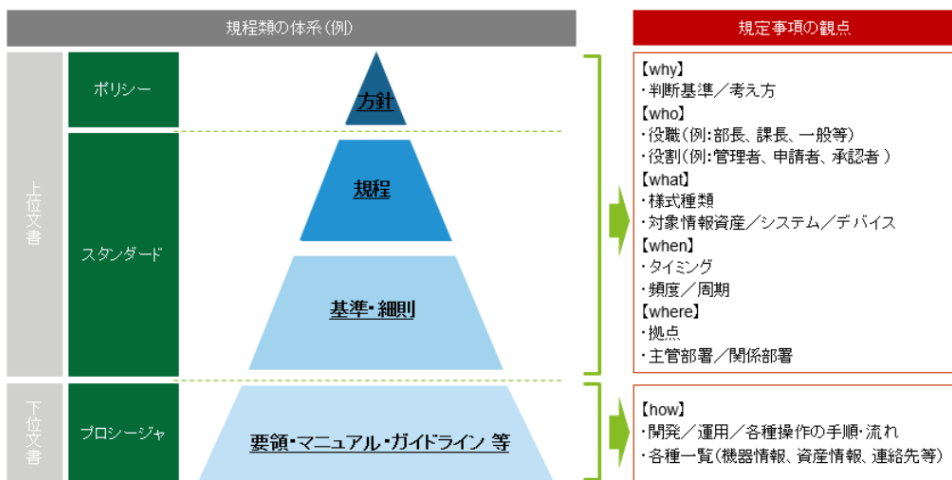 規程類の体系(例)
規定事項の観点
上位文書
ポリシー
方針
スタンダード
規程
基準・細則
【why】
・判断基準／考え方
【who】
・役職(例:部長、課長、一般等)
・役割(例:管理者、申請者、承認者)
【what】
・様式種類
・対象情報資産／システム／デバイス
【when】
・タイミング
・頻度／周期
【where】
・拠点
・主管部署／関係部署
下位文書
プロシージャ
要領・マニュアル・ガイドライン 等
【how】
・開発／運用／各種操作の手順・流れ
・各種一覧(機器情報、資産情報、連絡先等)